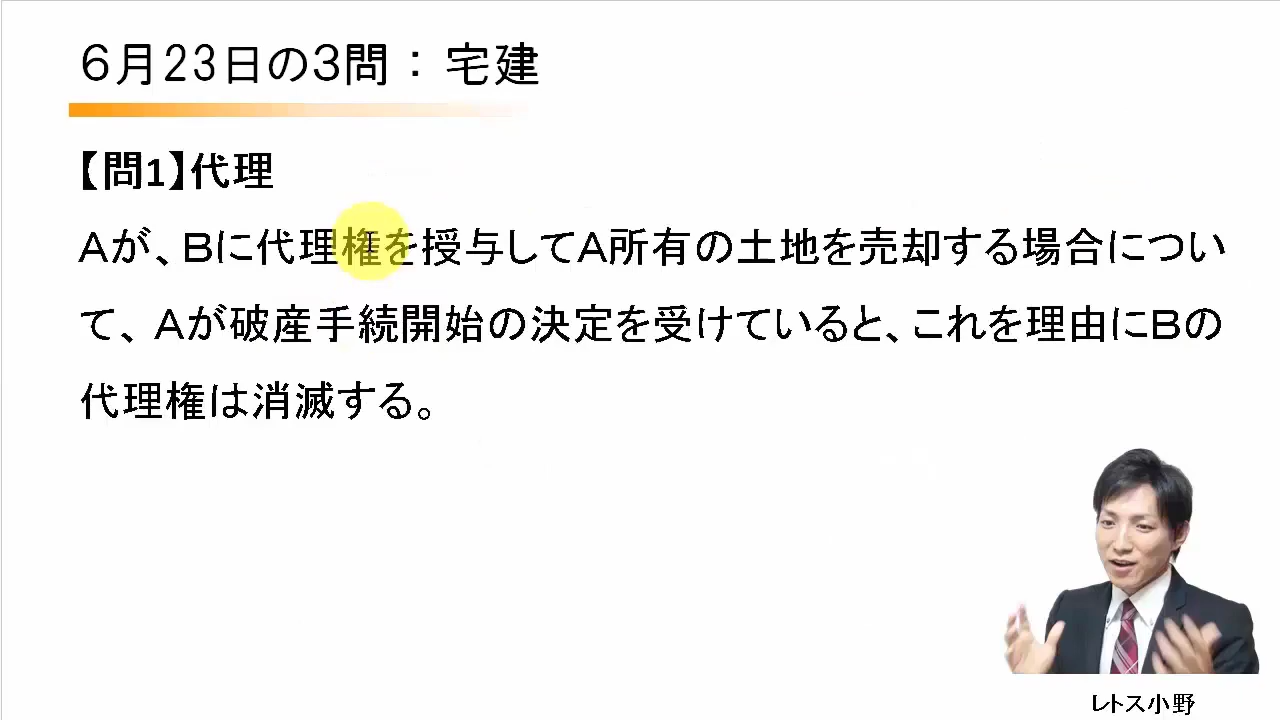 ６月23日の３問：宅建
【問1】代理
Ａが、Ｂに代理権を授与してＡ所有の土地を売却する場合につい
て、Ａが破産手続開始の決定を受けていると、これを理由にＢの
代理権は消滅する。
レトス小野